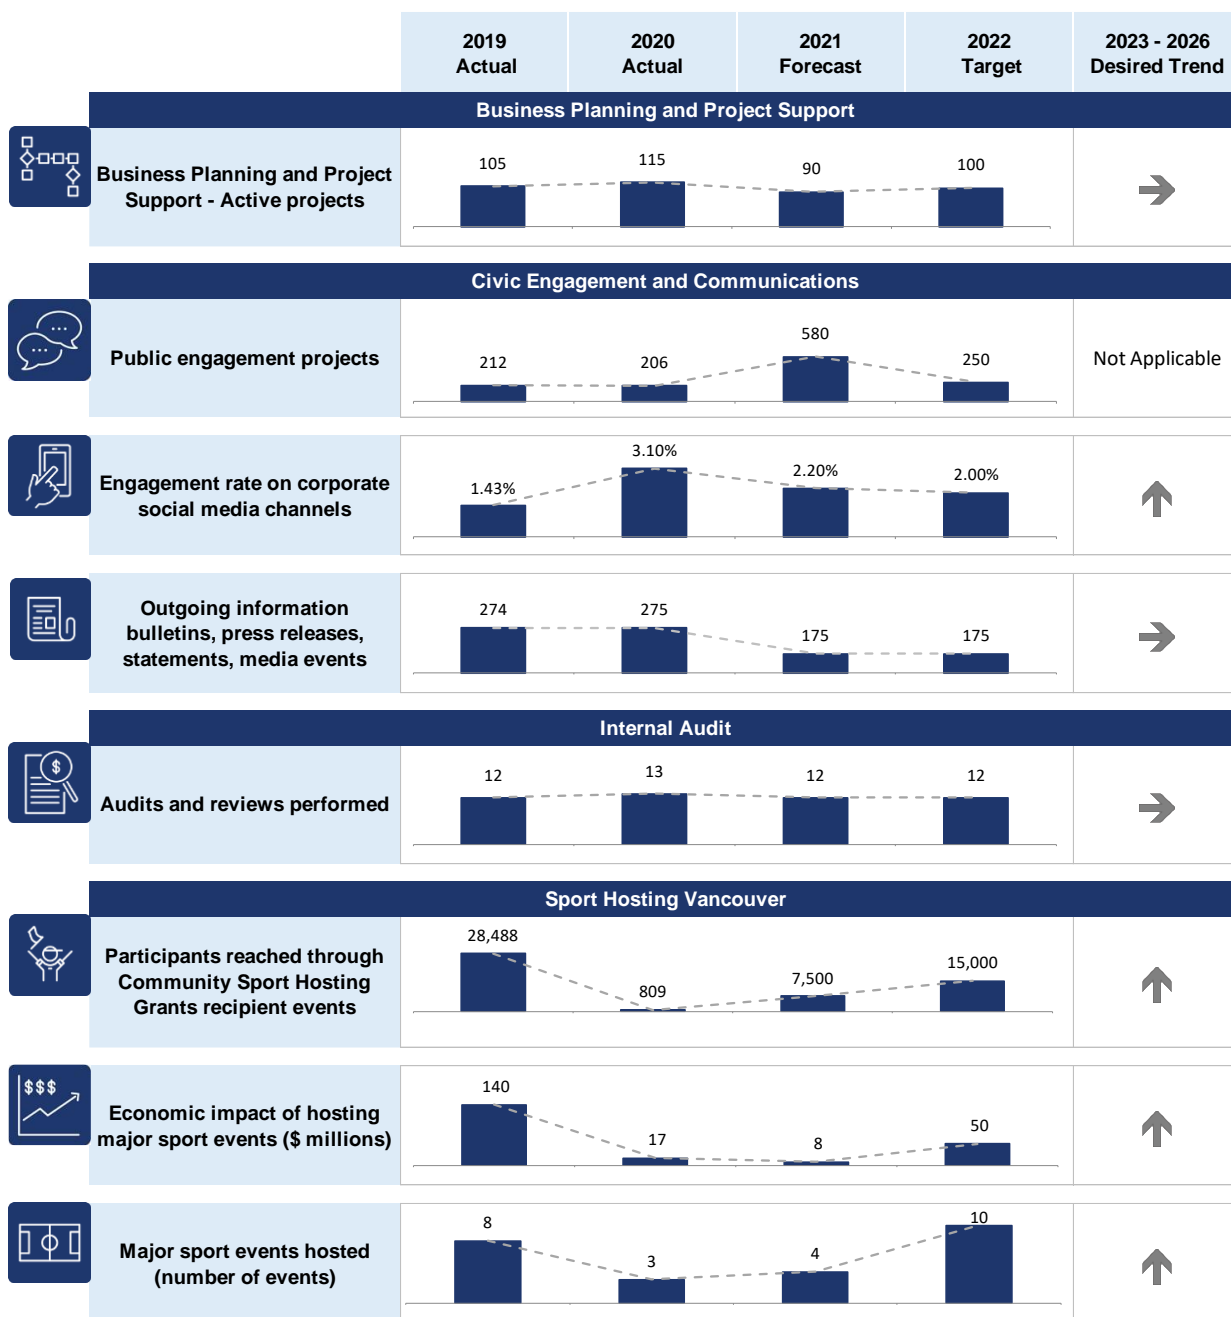 2019 Actual
2020 Actual
2021 Forecast
2022 Target
2023 - 2026 Desired Trend
Business Planning and Project Support
Business Planning and Project
Support - Active projects
105
115
90
100
Civic Engagement and Communications
Public engagement projects
212
206
580
250
Not Applicable
Engagement rate on corporate
social media channels
1.43%
3.10%
2.20%
2.00%
Outgoing information
bulletins, press releases,
statements, media events
274
275
175
175
Internal Audit
$
Audits and reviews performed
12
13
12
12
Sport Hosting Vancouver
Participants reached through
Community Sport Hosting
Grants recipient events
28,488
809
7,500
15,000
$$$
Economic impact of hosting
major sport events ($ millions)
140
17
8
50
Major sport events hosted
(number of events)
8
3
4
10